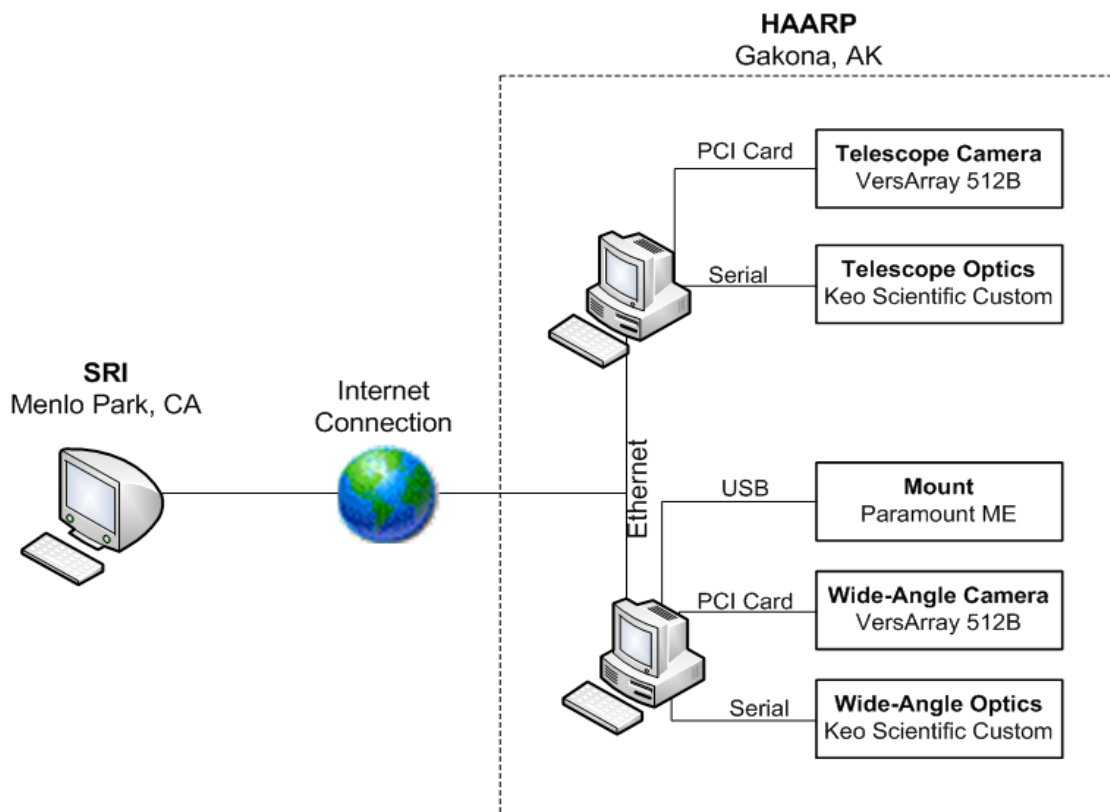 HAARP
Gakona, AK
PCI Card
Telescope Camera
VersArray 512B
Serial
Telescope Optics
Keo Scientific Custom
SRI
Menlo Park, CA
Internet
Connection
Ethernet
USB
Mount
Paramount ME
PCI Card
Wide-Angle Camera
VersArray 512B
Serial
Wide-Angle Optics
Keo Scientific Custom